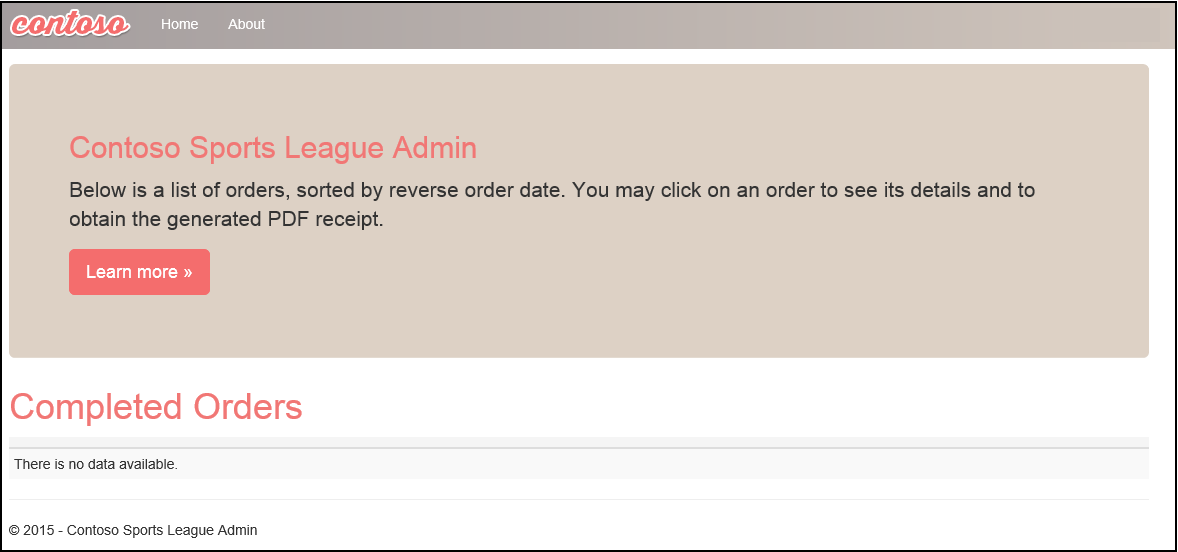 contoso
Home
About
Contoso Sports League Admin
Below is a list of orders, sorted by reverse order date. You may click on an order to see its details and to
obtain the generated PDF receipt.
Learn more »
Completed Orders
There is no data available.
© 2015 - Contoso Sports League Admin